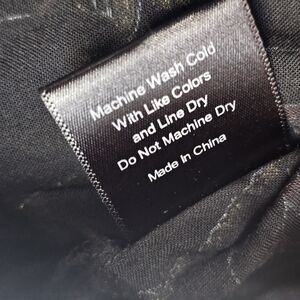 Machine Wash Cold
With Like Colors
and Line Dry
Do Not Machine Dry
Made In China